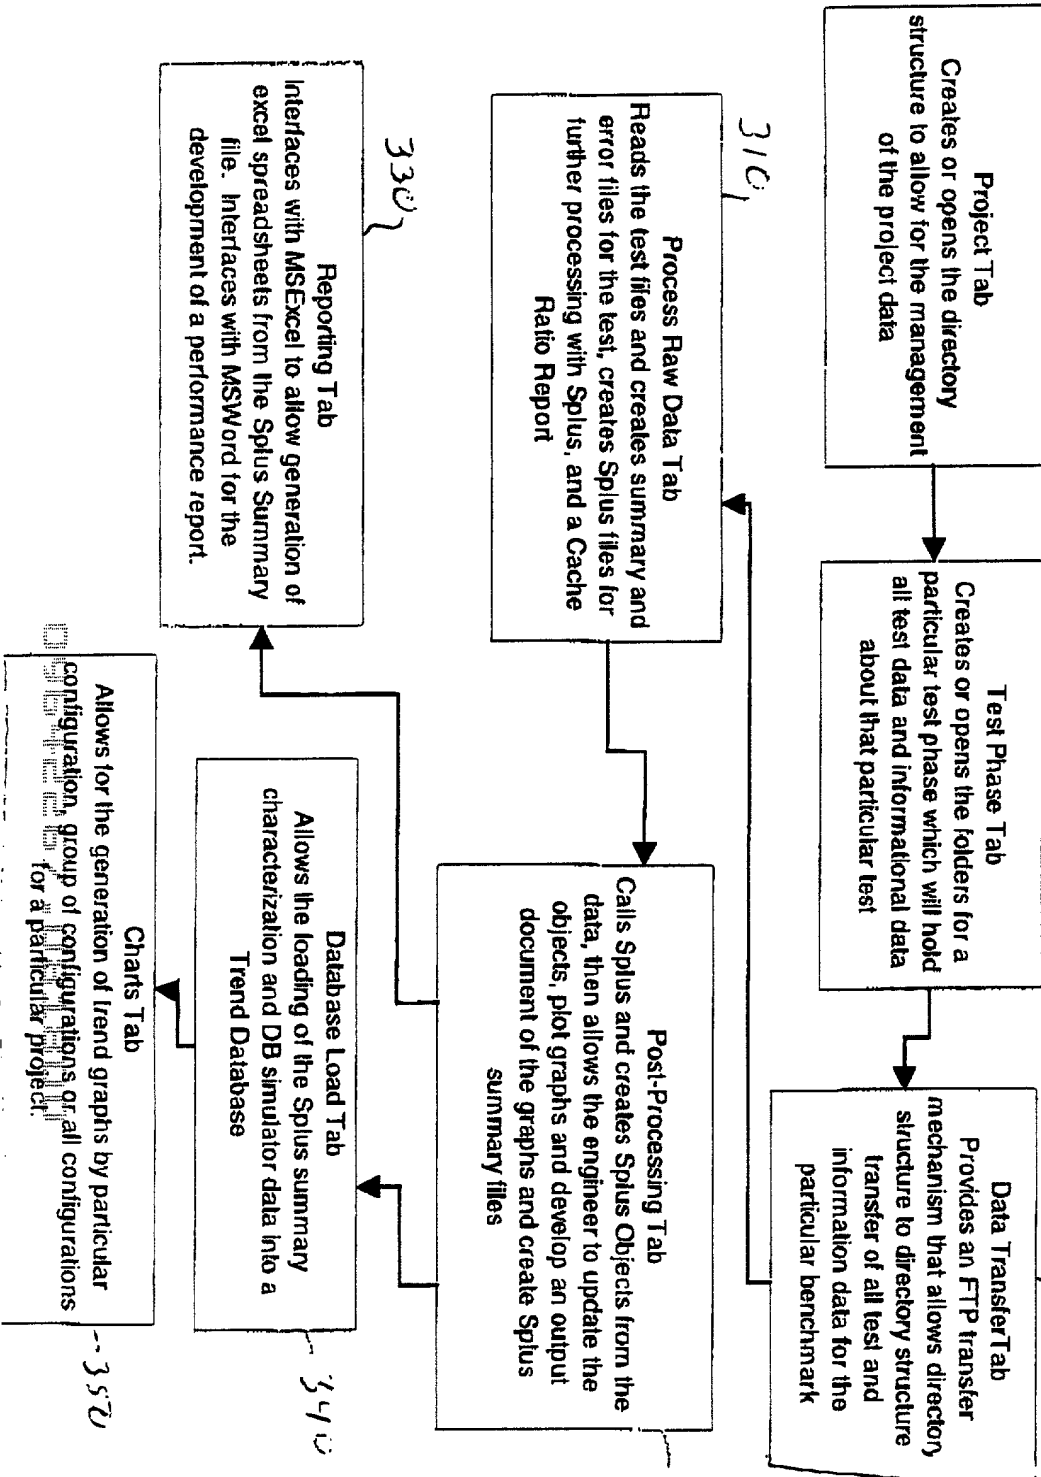 Project Tab
Creates or opens the directory
structure to allow for the management
of the project data
Test Phase Tab
Creates or opens the folders for a
particular test phase which will hold
all test data and informational data
about that particular test
Data TransferTab
Provides an FTP transfer
mechanism that allows directory
structure to directory structure
transfer of all test and
information data for the
particular benchmark
310
Process Raw Data Tab
Reads the test files and creates summary and
error files for the test, creates Splus files for
further processing with Splus, and a Cache
Ratio Report
Post-Processing Tab
Calls Splus and creates Splus Objects from the
data, then allows the engineer to update the
objects, plot graphs and develop an output
document of the graphs and create Splus
summary files
330
Reporting Tab
Interfaces with MSExcel to allow generation of
excel spreadsheets from the Splus Summary
file. Interfaces with MSWord for the
development of a performance report.
Database Load Tab
Allows the loading of the Splus summary
characterization and DB simulator data into a
Trend Database
340
Charts Tab
Allows for the generation of trend graphs by particular
configuration, group of configurations or all configurations
for a particular project.
350